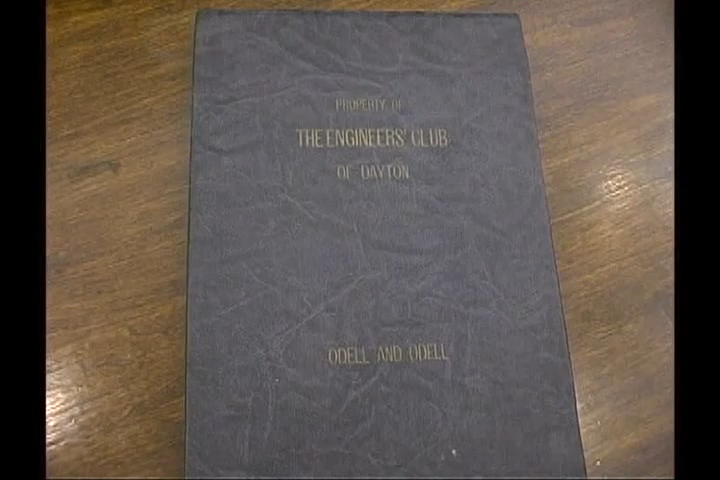 PROPERTY OF
THE ENGINEERS' CLUB
OF DAYTON
ODELL AND ODELL